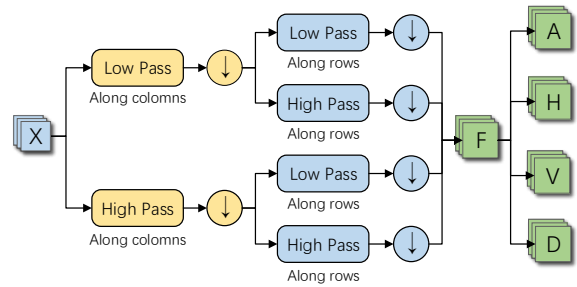 X
Low Pass
Along colomns
↓
Low Pass
Along rows
↓
High Pass
Along rows
↓
High Pass
Along colomns
↓
Low Pass
Along rows
↓
High Pass
Along rows
↓
F
A
H
V
D